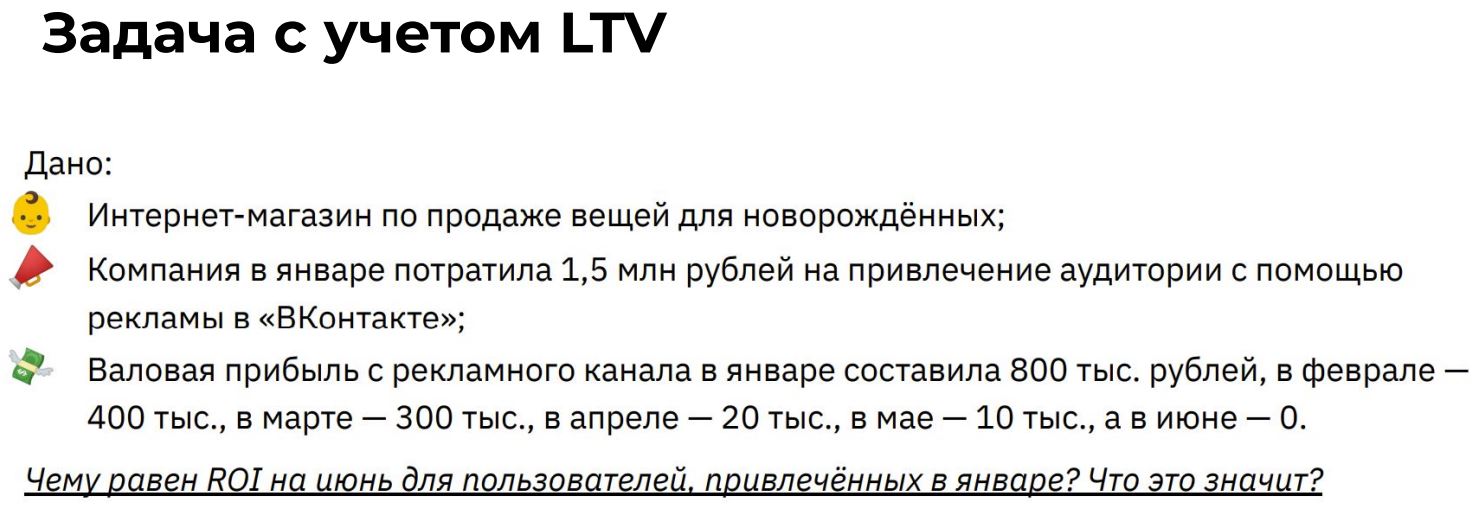 Задача с учетом LTV
Дано:
Интернет-магазин по продаже вещей для новорождённых;
Компания в январе потратила 1,5 млн рублей на привлечение аудитории с помощью
рекламы в «ВКонтакте»;
Валовая прибыль с рекламного канала в январе составила 800 тыс. рублей, в феврале —
400 тыс., в марте — 300 тыс., в апреле — 20 тыс., в мае — 10 тыс., а в июне — 0.
Чему равен ROI на июнь для пользователей, привлечённых в январе? Что это значит?